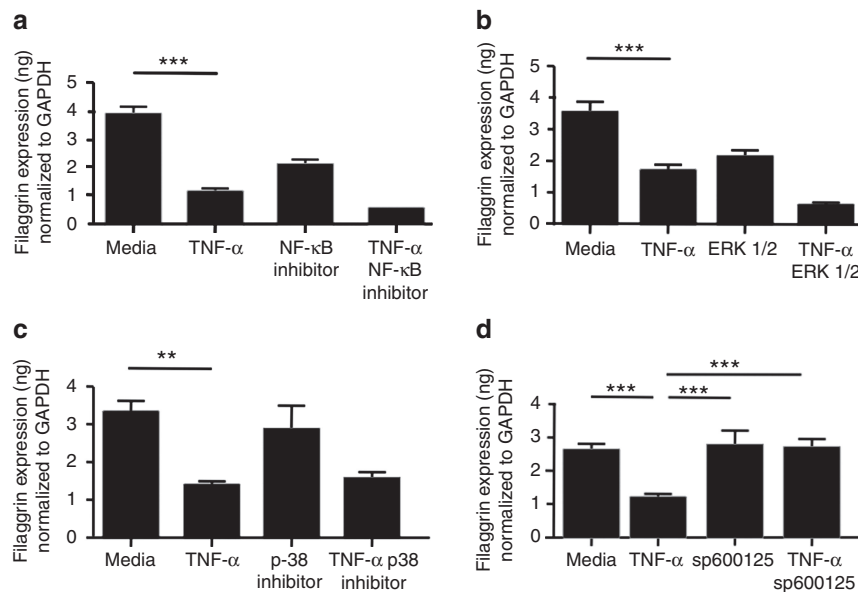 a
Filaggrin expression (ng)
normalized to GAPDH
5
4
3
2
1
0
***
Media
TNF-α
NF-κB
inhibitor
TNF-α
NF-κB
inhibitor
b
Filaggrin expression (ng)
normalized to GAPDH
5
4
3
2
1
0
***
Media
TNF-α
ERK 1/2
TNF-α
ERK 1/2
c
Filaggrin expression (ng)
normalized to GAPDH
4
3
2
1
0
**
Media
TNF-α
p-38
inhibitor
TNF-α p38
inhibitor
d
Filaggrin expression (ng)
normalized to GAPDH
4
3
2
1
0
***
***
***
Media
TNF-α
sp600125
TNF-α
sp600125